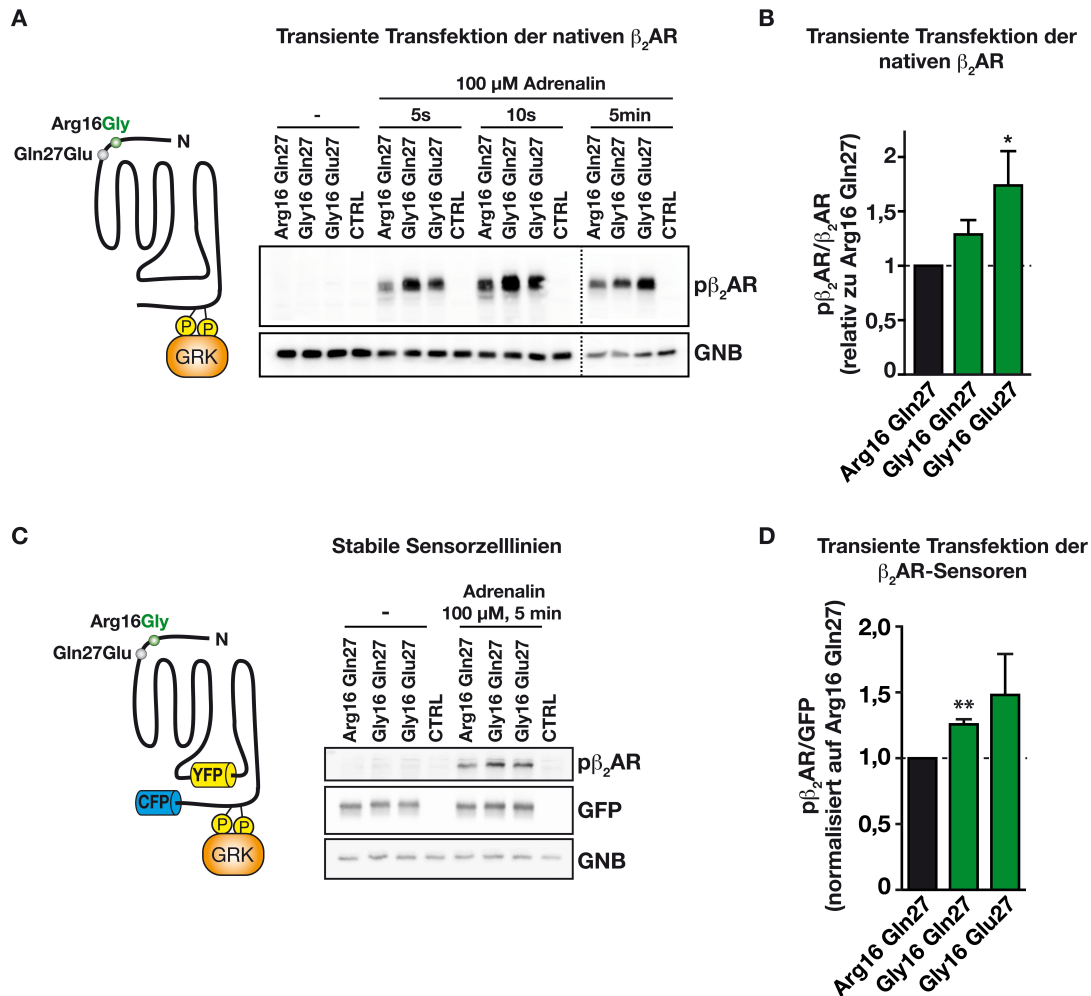 A
Transiente Transfektion der nativen β₂AR
100 µM Adrenalin
-
5s
10s
5min
Arg16 Gln27
Gly16 Gln27
Gly16 Glu27
CTRL
Arg16 Gln27
Gly16 Gln27
Gly16 Glu27
CTRL
Arg16 Gln27
Gly16 Gln27
Gly16 Glu27
CTRL
Arg16 Gln27
Gly16 Gln27
Gly16 Glu27
CTRL
Arg16Gly
N
Gln27Glu
P P
GRK
pβ₂AR
GNB
B
Transiente Transfektion der
nativen β₂AR
pβ₂AR/β₂AR
(relativ zu Arg16 Gln27)
2
1,5
1
0,5
0
*
Arg16 Gln27
Gly16 Gln27
Gly16 Glu27
C
Stabile Sensorzelllinien
Adrenalin
100 µM, 5 min
-
Arg16 Gln27
Gly16 Gln27
Gly16 Glu27
CTRL
Arg16 Gln27
Gly16 Gln27
Gly16 Glu27
CTRL
Arg16Gly
N
Gln27Glu
YFP
CFP
P P
GRK
pβ₂AR
GFP
GNB
D
Transiente Transfektion der
β₂AR-Sensoren
pβ₂AR/GFP
(normalisiert auf Arg16 Gln27)
2,0
1,5
1,0
0,5
0
**
Arg16 Gln27
Gly16 Gln27
Gly16 Glu27